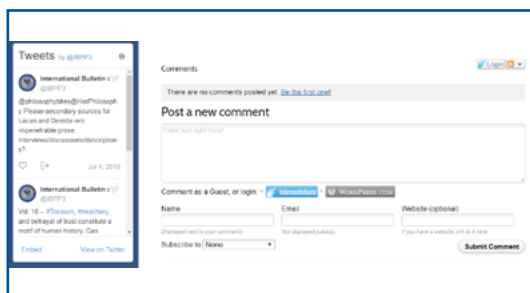 Tweets by @IBPP3
International Bulletin o
@IBPP3
@philosophybites@HistPhilosoph
y Please-secondary sources for
Lacan and Derrida w/o
impenetrable prose.
Interviews/discussions/description
s?
Jul 4, 2018
International Bulletin o
@IBPP3
Vol. 18 -- #Treason, #treachery,
and betrayal of trust constitute a
motif of human history. Can
Embed View on Twitter
Comments
Login
There are no comments posted yet. Be the first one!
Post a new comment
Enter text right here!
Comment as a Guest, or login: intensedebate WORDPRESS.COM
Name Email Website (optional)
Displayed next to your comments. Not displayed publicly. If you have a website, link to it here.
Subscribe to None Submit Comment